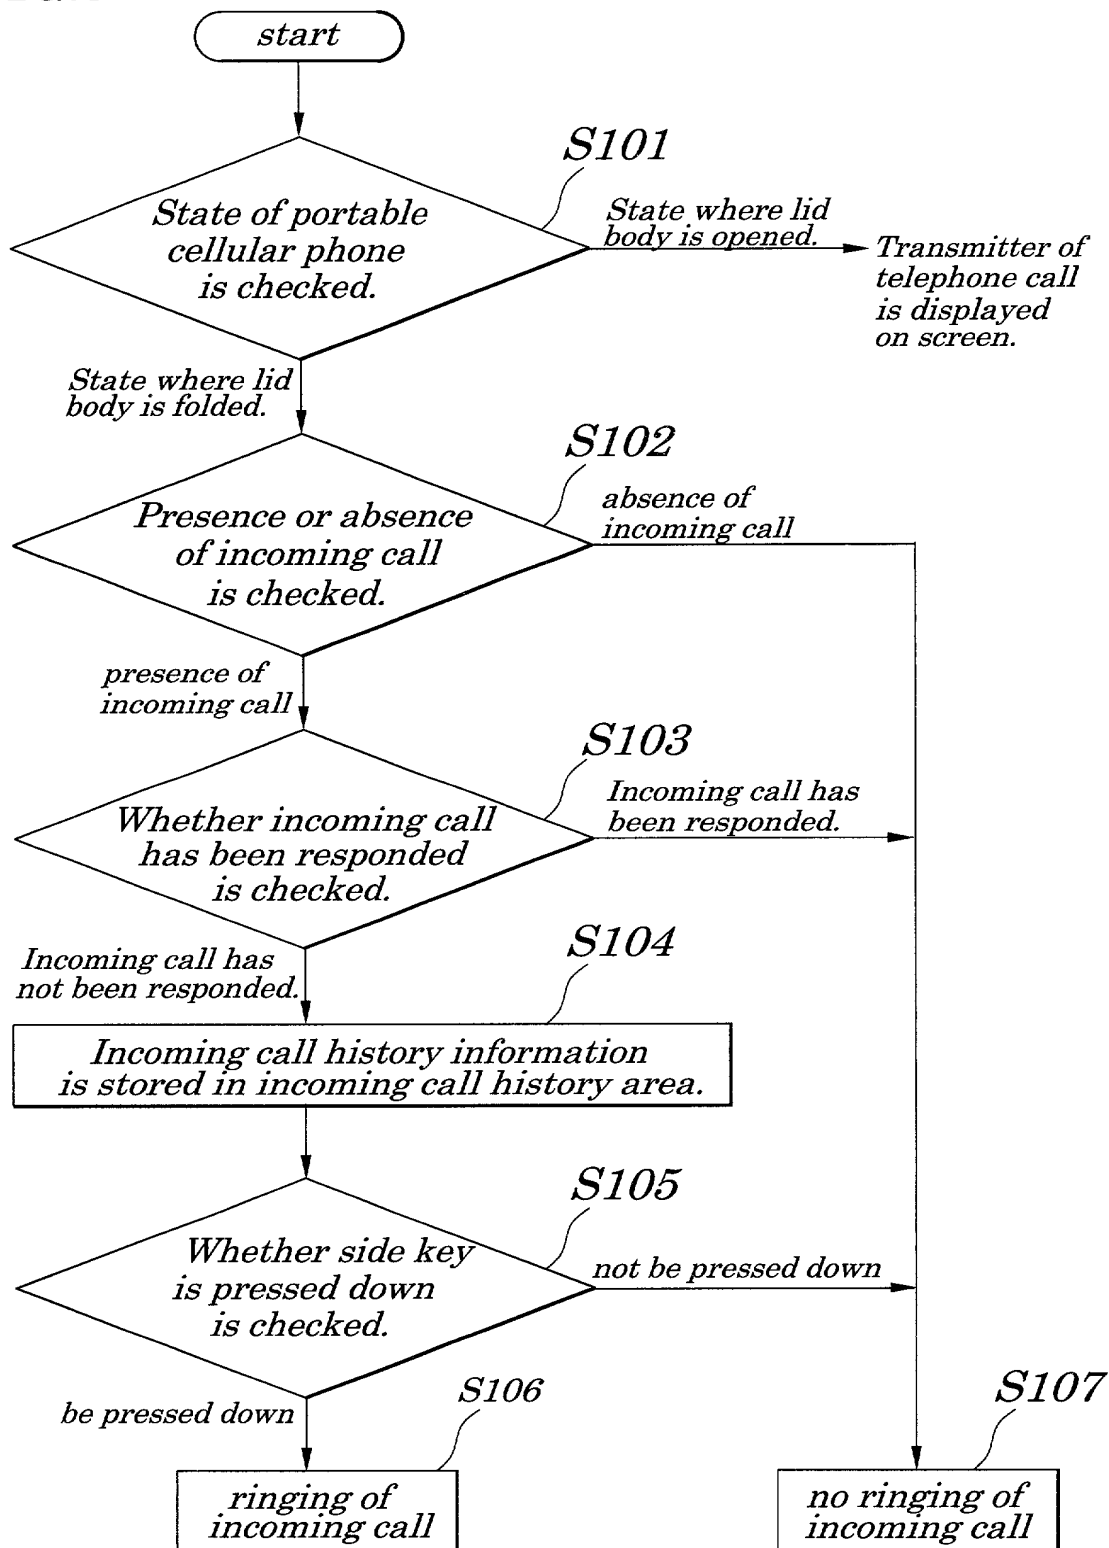 start
S101
State of portable
cellular phone
is checked.
State where lid
body is opened.
Transmitter of
telephone call
is displayed
on screen.
State where lid
body is folded.
S102
Presence or absence
of incoming call
is checked.
absence of
incoming call
presence of
incoming call
S103
Whether incoming call
has been responded
is checked.
Incoming call has
been responded.
Incoming call has
not been responded.
S104
Incoming call history information
is stored in incoming call history area.
S105
Whether side key
is pressed down
is checked.
not be pressed down
be pressed down
S106
ringing of
incoming call
S107
no ringing of
incoming call